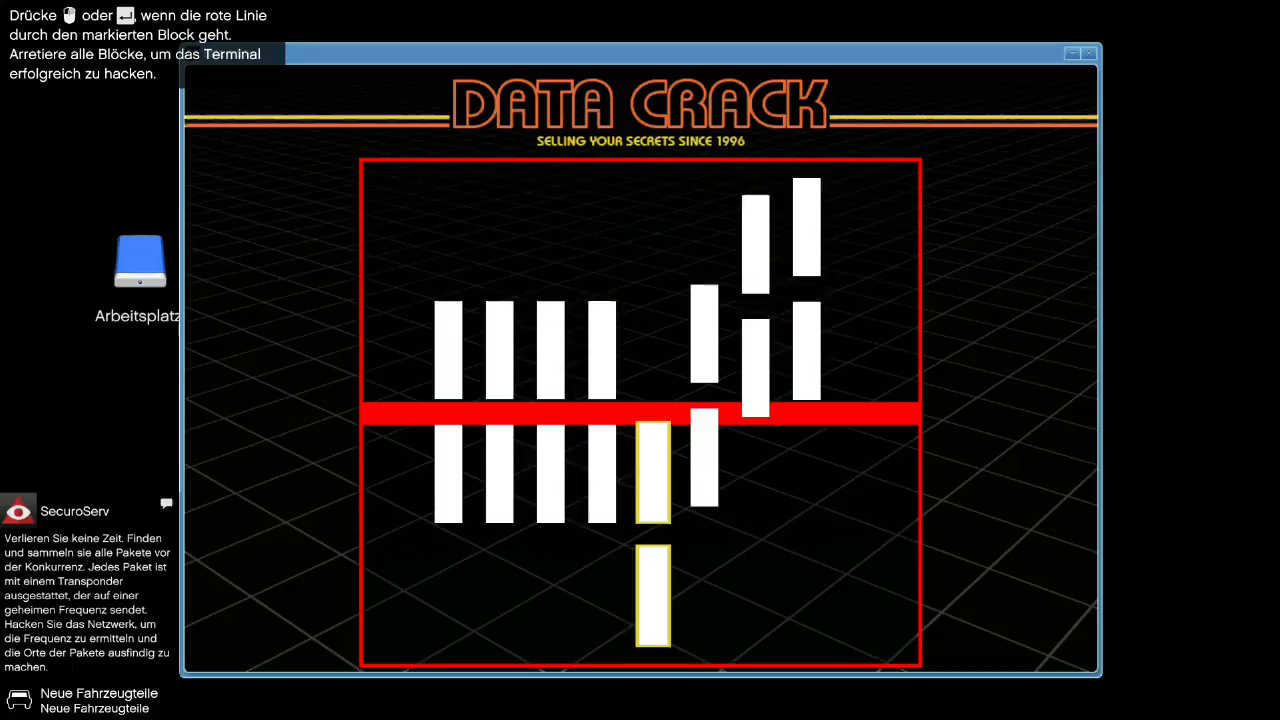 Drücke oder , wenn die rote Linie
durch den markierten Block geht.
Arretiere alle Blöcke, um das Terminal
erfolgreich zu hacken.
DATA CRACK
SELLING YOUR SECRETS SINCE 1996
Arbeitsplatz
SecuroServ
Verlieren Sie keine Zeit. Finden
und sammeln sie alle Pakete vor
der Konkurrenz. Jedes Paket ist
mit einem Transponder
ausgestattet, der auf einer
geheimen Frequenz sendet.
Hacken Sie das Netzwerk, um
die Frequenz zu ermitteln und
die Orte der Pakete ausfindig zu
machen.
Neue Fahrzeugteile
Neue Fahrzeugteile